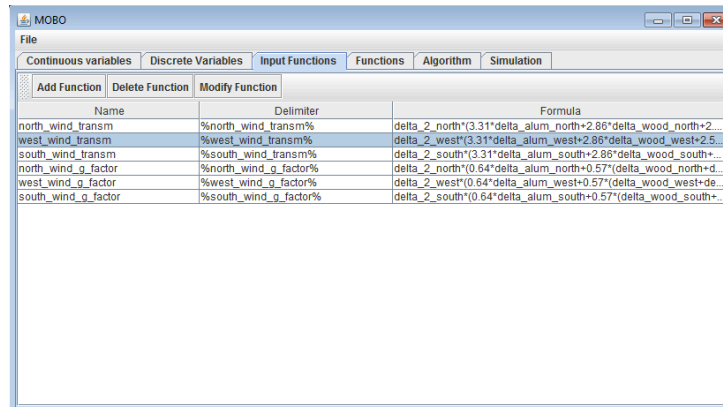 MOBO
File
Continuous variables Discrete Variables Input Functions Functions Algorithm Simulation
Add Function Delete Function Modify Function
Name Delimiter Formula
north_wind_transm %north_wind_transm% delta_2_north*(3.31*delta_alum_north+2.86*delta_wood_north+2....
west_wind_transm %west_wind_transm% delta_2_west*(3.31*delta_alum_west+2.86*delta_wood_west+2.5...
south_wind_transm %south_wind_transm% delta_2_south*(3.31*delta_alum_south+2.86*delta_wood_south+...
north_wind_g_factor %north_wind_g_factor% delta_2_north*(0.64*delta_alum_north+0.57*(delta_wood_north+d...
west_wind_g_factor %west_wind_g_factor% delta_2_west*(0.64*delta_alum_west+0.57*(delta_wood_west+de...
south_wind_g_factor %south_wind_g_factor% delta_2_south*(0.64*delta_alum_south+0.57*(delta_wood_south+...